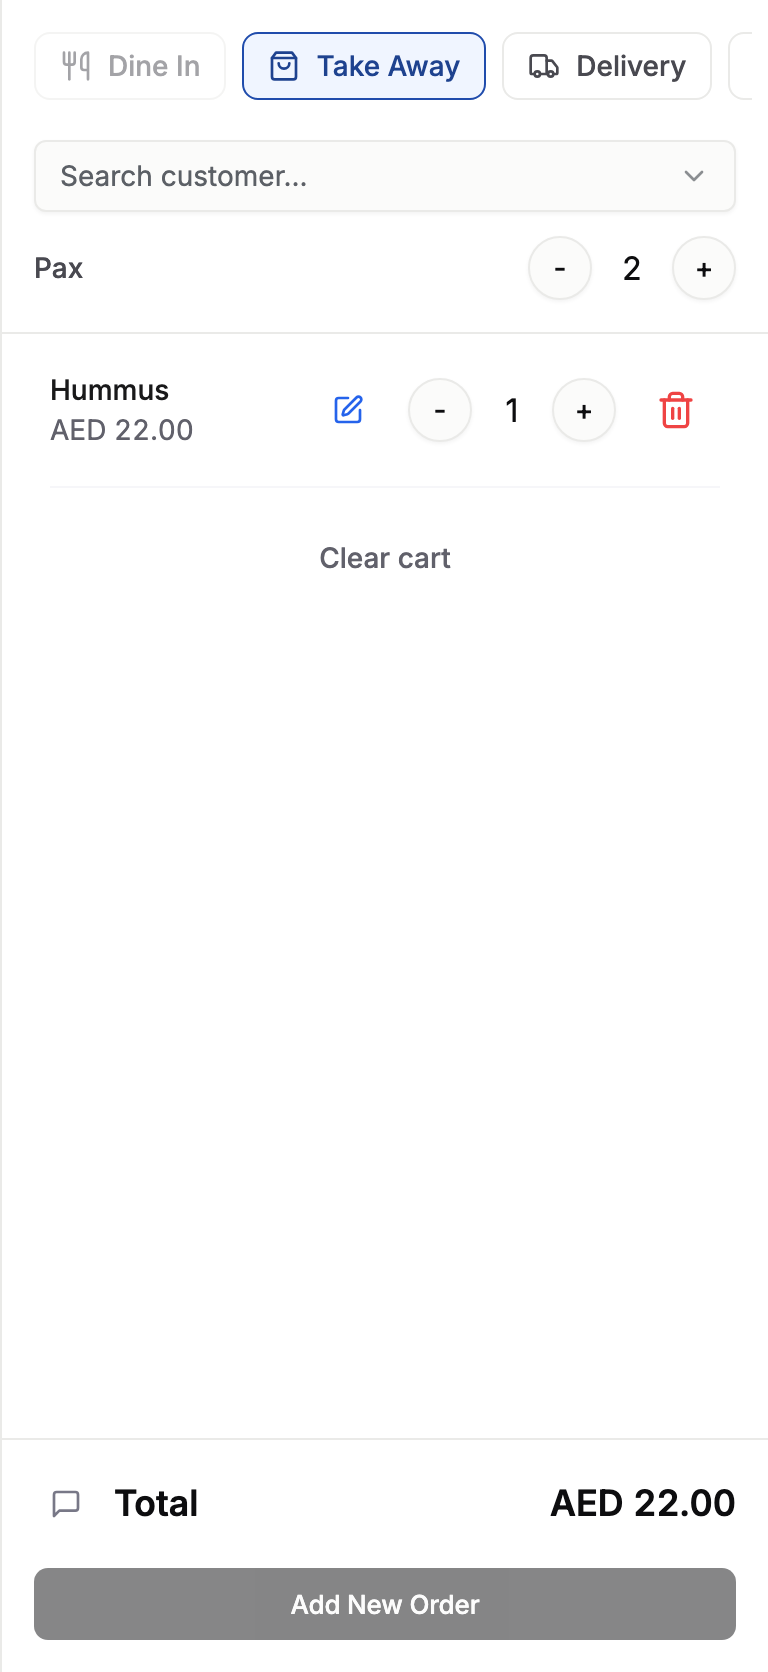 Dine In
Take Away
Delivery
Search customer...
Pax
- 2 +
Hummus
AED 22.00
- 1 +
Clear cart
Total
AED 22.00
Add New Order